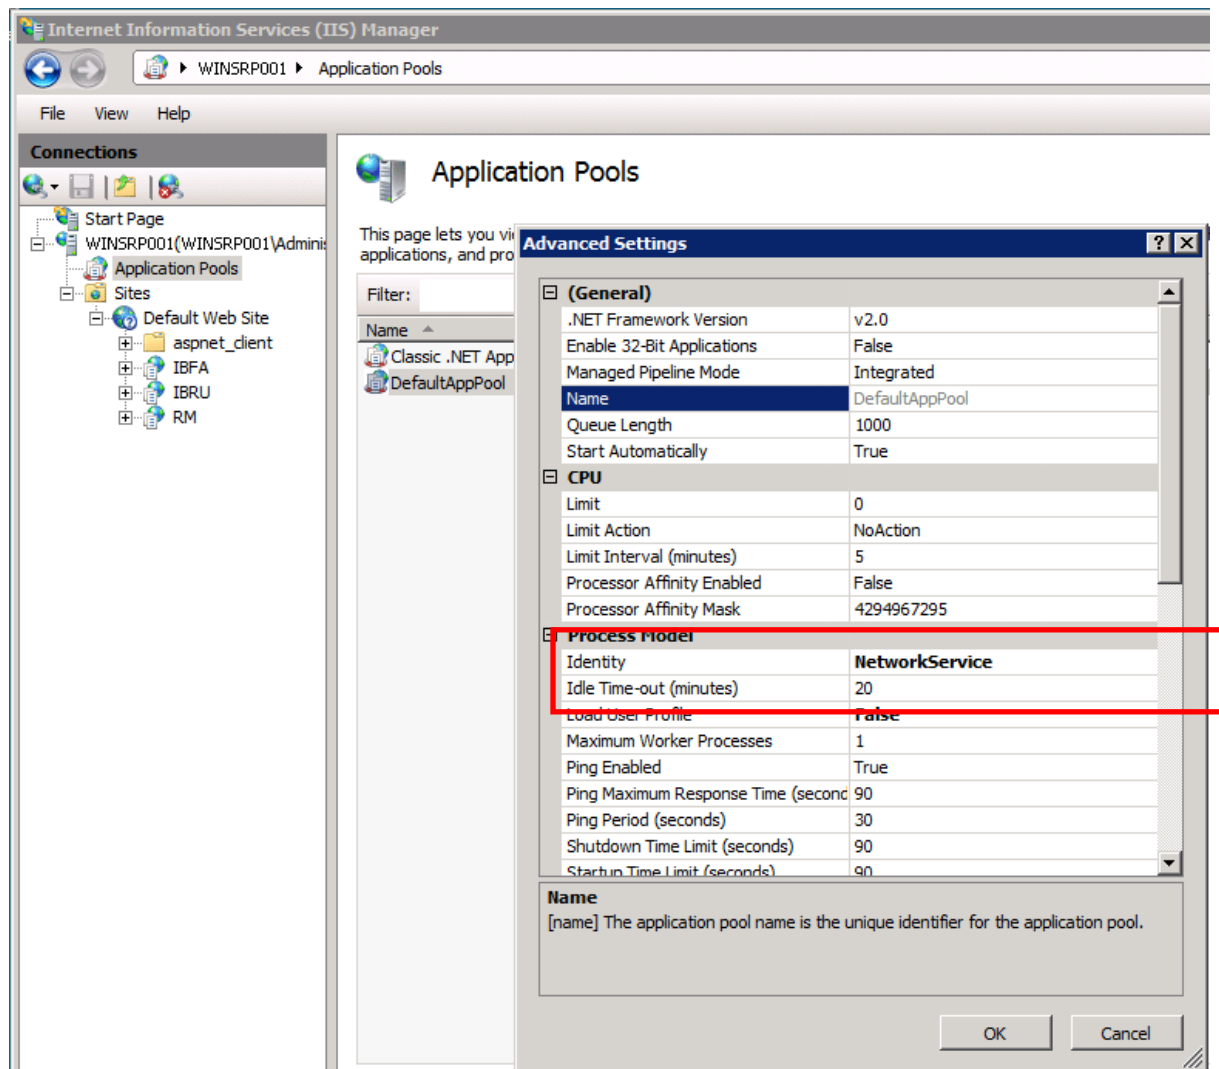 Internet Information Services (IIS) Manager
WINSRP001 Application Pools
File View Help
Connections
Start Page
WINSRP001(WINSRP001\Adminis
Application Pools
Sites
Default Web Site
aspnet_client
IBFA
IBRU
RM
Application Pools
This page lets you vi
applications, and pro
Filter:
Name
Classic .NET App
DefaultAppPool
Advanced Settings
(General)
.NET Framework Version v2.0
Enable 32-Bit Applications False
Managed Pipeline Mode Integrated
Name DefaultAppPool
Queue Length 1000
Start Automatically True
CPU
Limit 0
Limit Action NoAction
Limit Interval (minutes) 5
Processor Affinity Enabled False
Processor Affinity Mask 4294967295
Process Model
Identity NetworkService
Idle Time-out (minutes) 20
Load User Profile False
Maximum Worker Processes 1
Ping Enabled True
Ping Maximum Response Time (second 90
Ping Period (seconds) 30
Shutdown Time Limit (seconds) 90
Startup Time Limit (seconds) 90
Name
[name] The application pool name is the unique identifier for the application pool.
OK Cancel